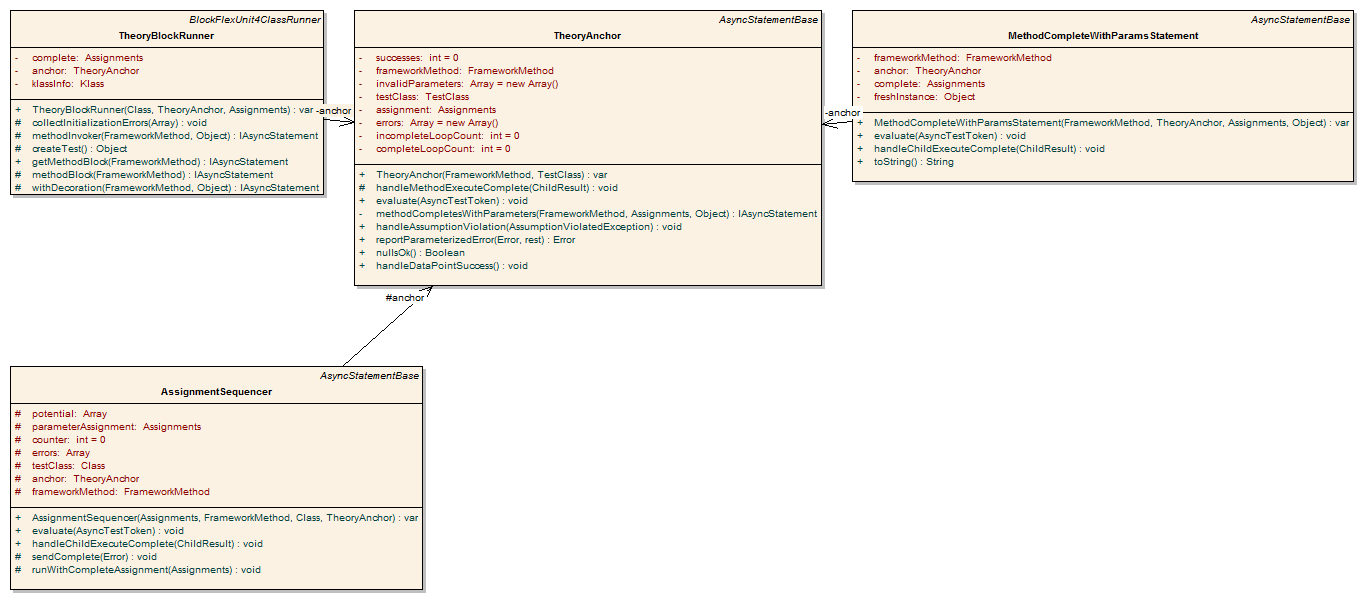 BlockFlexUnit4ClassRunner
TheoryBlockRunner
- complete: Assignments
- anchor: TheoryAnchor
- klassInfo: Klass
+ TheoryBlockRunner(Class, TheoryAnchor, Assignments) : var
# collectInitializationErrors(Array) : void
# methodInvoker(FrameworkMethod, Object) : IAsyncStatement
# createTest() : Object
+ getMethodBlock(FrameworkMethod) : IAsyncStatement
# methodBlock(FrameworkMethod) : IAsyncStatement
# withDecoration(FrameworkMethod, Object) : IAsyncStatement
-anchor
AsyncStatementBase
TheoryAnchor
- successes: int = 0
- frameworkMethod: FrameworkMethod
- invalidParameters: Array = new Array()
- testClass: TestClass
- assignment: Assignments
- errors: Array = new Array()
- incompleteLoopCount: int = 0
- completeLoopCount: int = 0
+ TheoryAnchor(FrameworkMethod, TestClass) : var
# handleMethodExecuteComplete(ChildResult) : void
+ evaluate(AsyncTestToken) : void
- methodCompletesWithParameters(FrameworkMethod, Assignments, Object) : IAsyncStatement
+ handleAssumptionViolation(AssumptionViolatedException) : void
+ reportParameterizedError(Error, rest) : Error
+ nullsOk() : Boolean
+ handleDataPointSuccess() : void
-anchor
AsyncStatementBase
MethodCompleteWithParamsStatement
- frameworkMethod: FrameworkMethod
- anchor: TheoryAnchor
- complete: Assignments
- freshInstance: Object
+ MethodCompleteWithParamsStatement(FrameworkMethod, TheoryAnchor, Assignments, Object) : var
+ evaluate(AsyncTestToken) : void
+ handleChildExecuteComplete(ChildResult) : void
+ toString() : String
#anchor
AsyncStatementBase
AssignmentSequencer
# potential: Array
# parameterAssignment: Assignments
# counter: int = 0
# errors: Array
# testClass: Class
# anchor: TheoryAnchor
# frameworkMethod: FrameworkMethod
+ AssignmentSequencer(Assignments, FrameworkMethod, Class, TheoryAnchor) : var
+ evaluate(AsyncTestToken) : void
+ handleChildExecuteComplete(ChildResult) : void
# sendComplete(Error) : void
# runWithCompleteAssignment(Assignments) : void